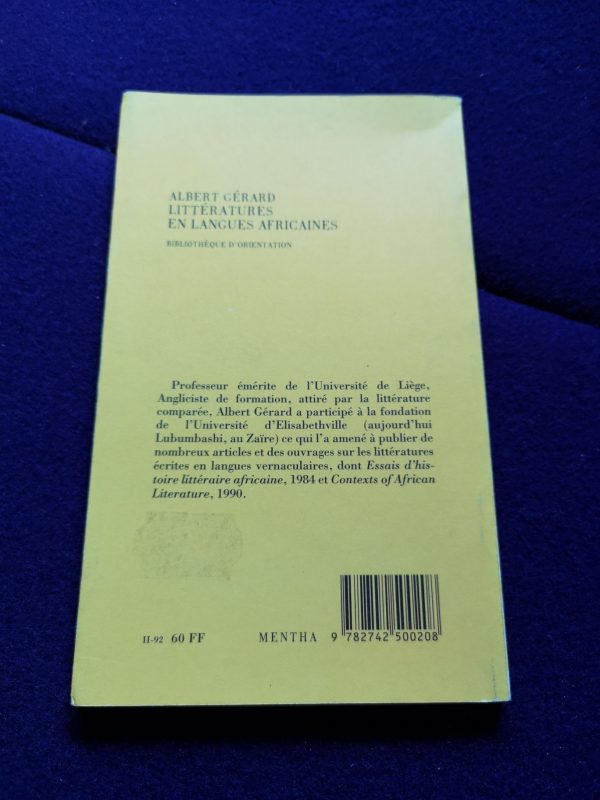 ALBERT GÉRARD
LITTÉRATURES
EN LANGUES AFRICAINES
BIBLIOTHÈQUE D'ORIENTATION
Professeur émérite de l'Université de Liège,
Angliciste de formation, attiré par la littérature
comparée, Albert Gérard a participé à la fondation
de l'Université d'Elisabethville (aujourd'hui
Lubumbashi, au Zaïre) ce qui l'a amené à publier de
nombreux articles et des ouvrages sur les littératures
écrites en langues vernaculaires, dont Essais d'his-
toire littéraire africaine, 1984 et Contexts of African
Literature, 1990.
II-92 60 FF MENTHA 9 782742 500208